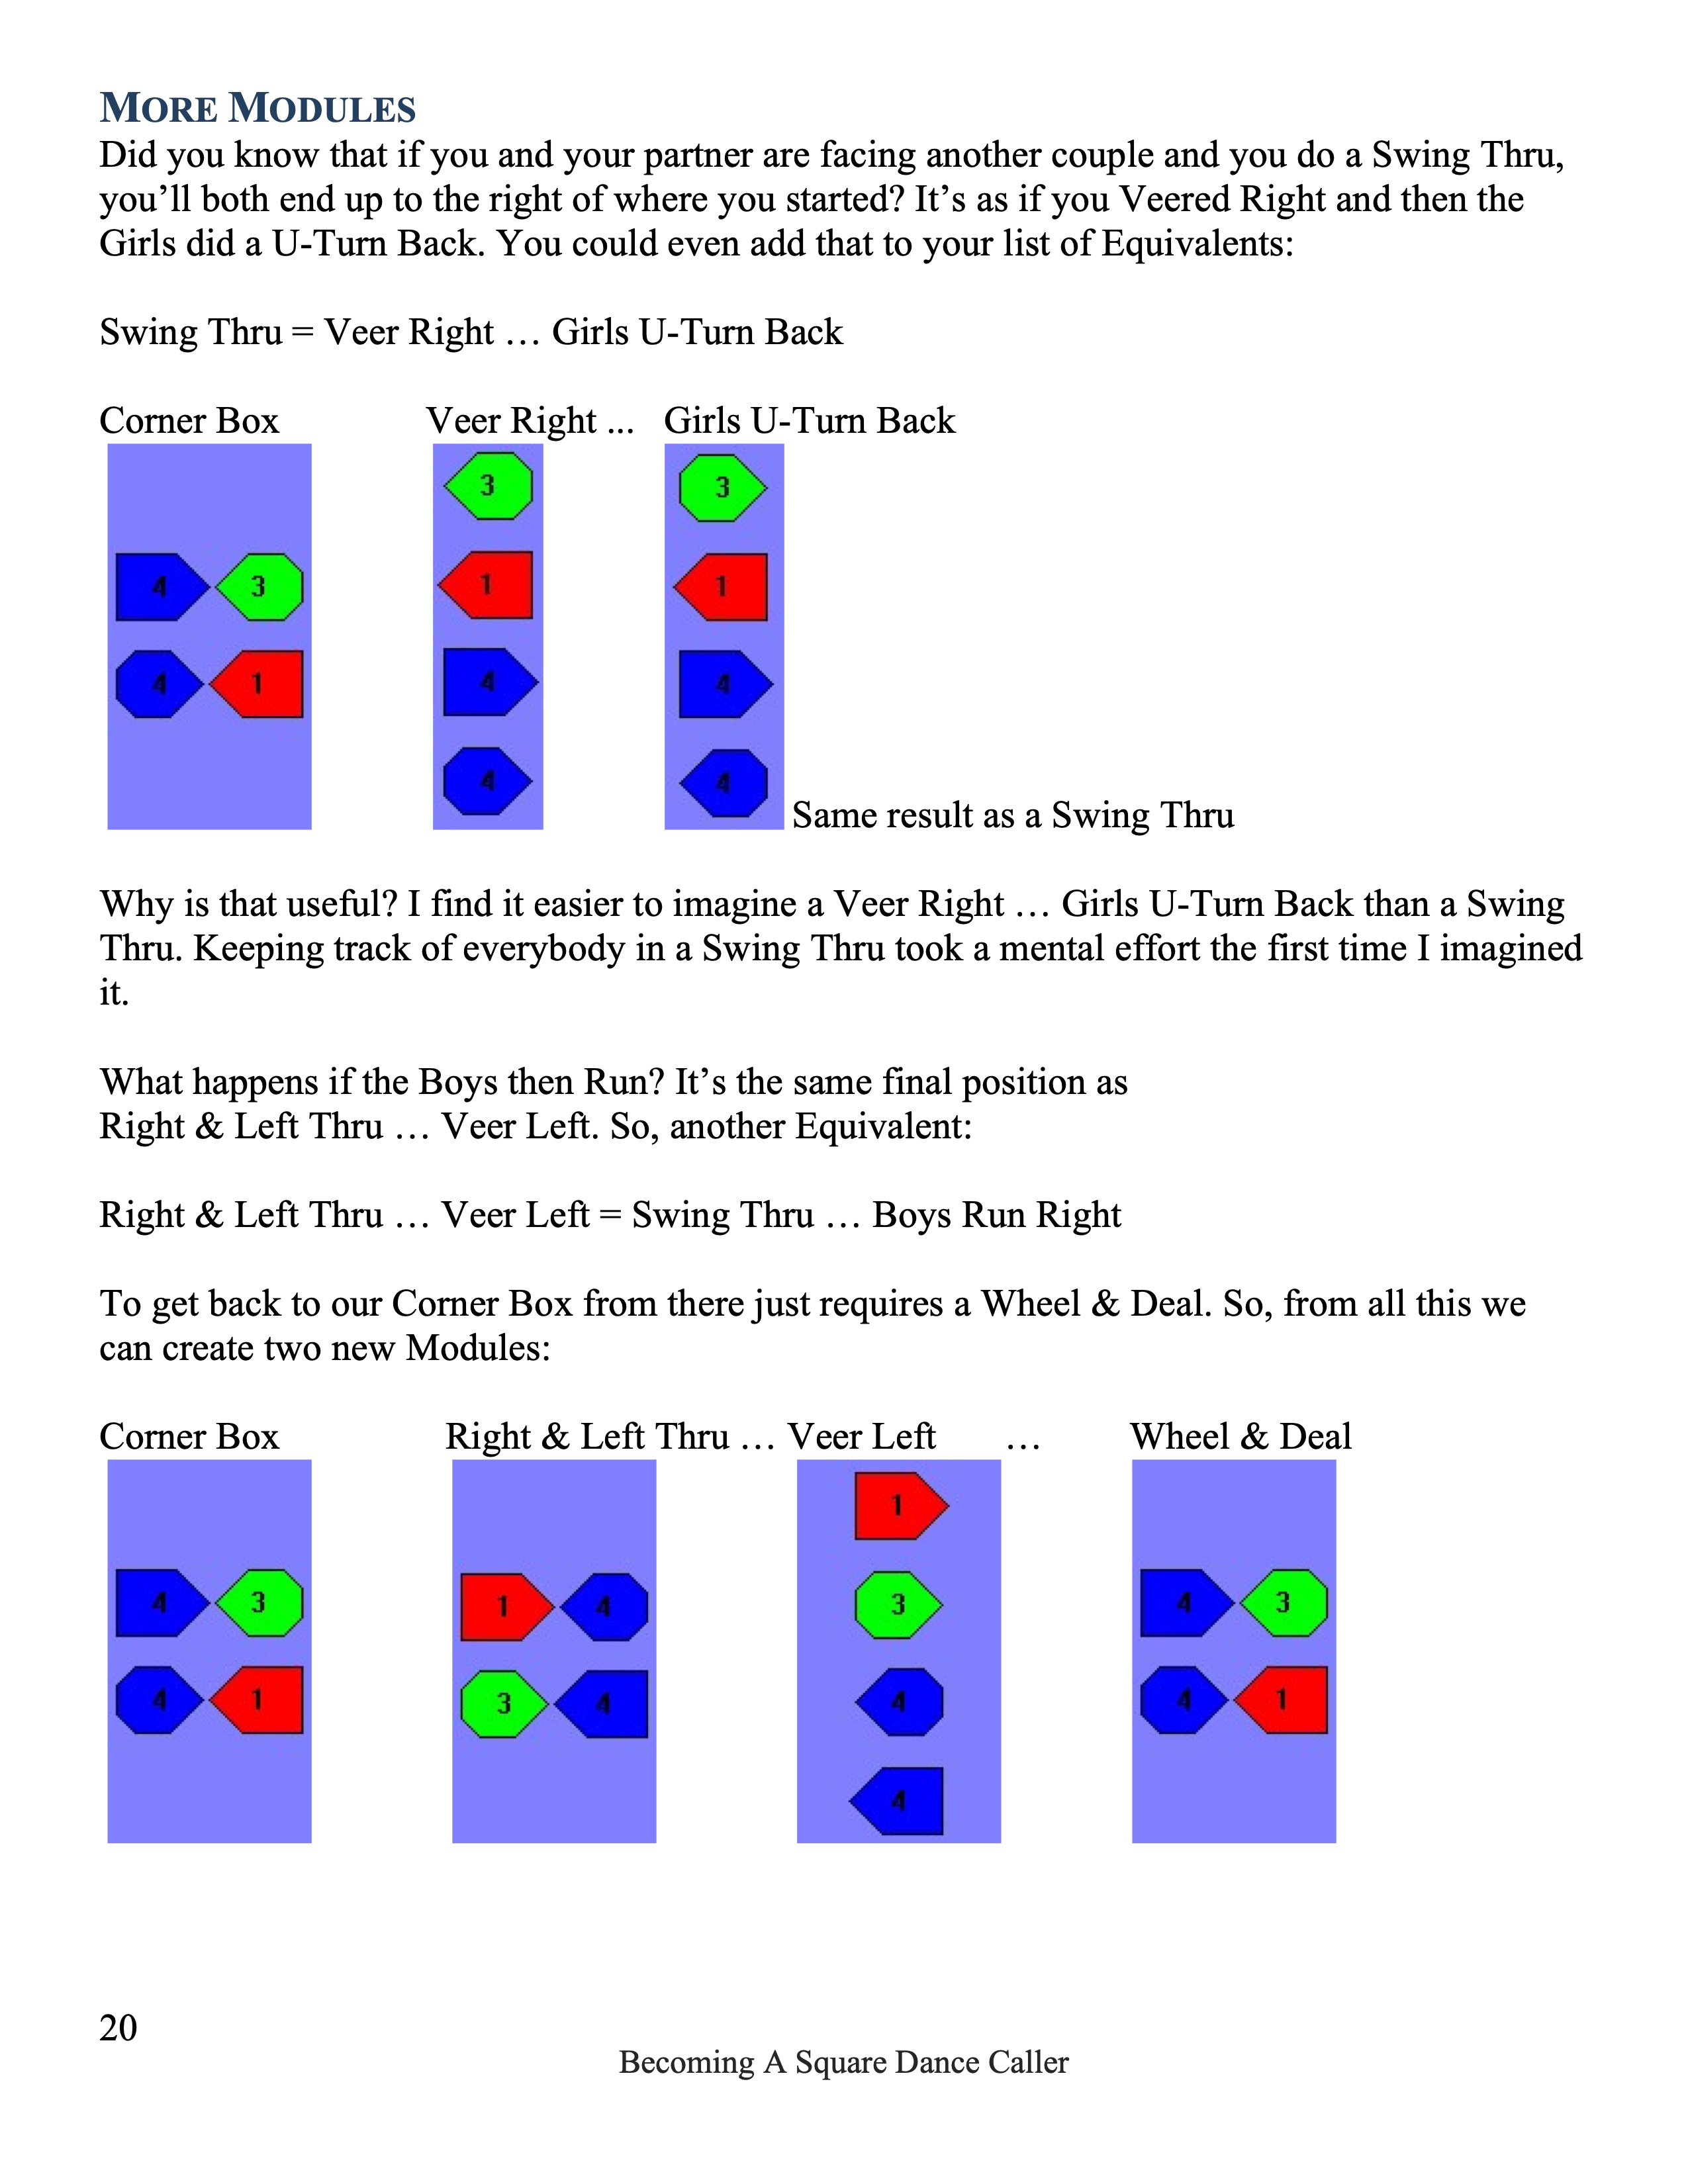 MORE MODULES
Did you know that if you and your partner are facing another couple and you do a Swing Thru,
you’ll both end up to the right of where you started? It’s as if you Veered Right and then the
Girls did a U-Turn Back. You could even add that to your list of Equivalents:
Swing Thru = Veer Right … Girls U-Turn Back
Corner Box Veer Right ... Girls U-Turn Back
3 3
4 3 1 1
4 1 4 4
4 4
Same result as a Swing Thru
Why is that useful? I find it easier to imagine a Veer Right … Girls U-Turn Back than a Swing
Thru. Keeping track of everybody in a Swing Thru took a mental effort the first time I imagined
it.
What happens if the Boys then Run? It’s the same final position as
Right & Left Thru … Veer Left. So, another Equivalent:
Right & Left Thru … Veer Left = Swing Thru … Boys Run Right
To get back to our Corner Box from there just requires a Wheel & Deal. So, from all this we
can create two new Modules:
Corner Box Right & Left Thru … Veer Left … Wheel & Deal
1
4 3 1 4 3 4 3
4 1 3 4 4 4 1
4
20
Becoming A Square Dance Caller